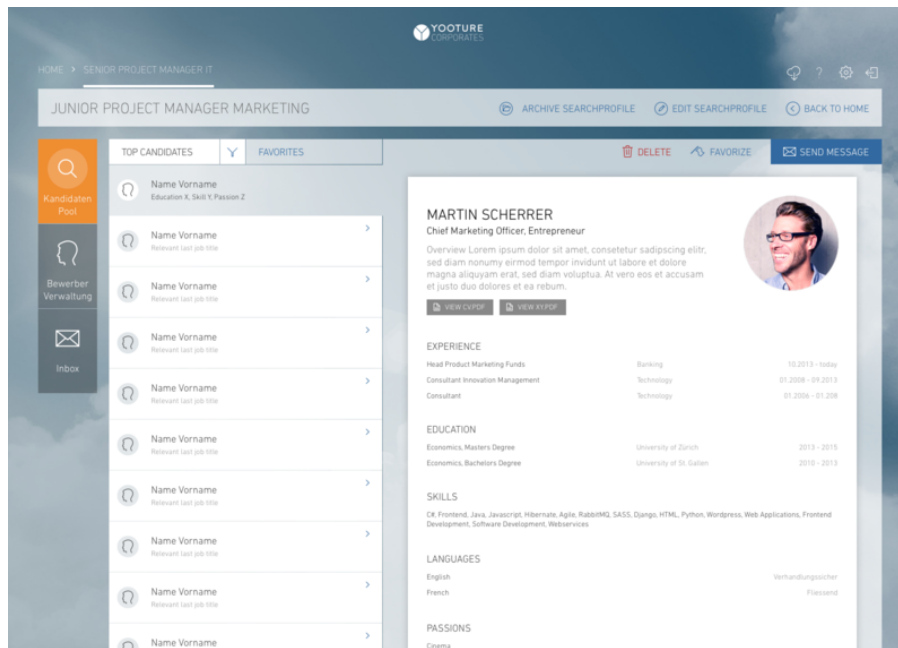 YOOTURE
CORPORATES
HOME > SENIOR PROJECT MANAGER IT
?
JUNIOR PROJECT MANAGER MARKETING
ARCHIVE SEARCHPROFILE
EDIT SEARCHPROFILE
BACK TO HOME
Kandidaten
Pool
Bewerber
Verwaltung
Inbox
TOP CANDIDATES
FAVORITES
Name Vorname
Education X, Skill Y, Passion Z
Name Vorname
Relevant last job title
Name Vorname
Relevant last job title
Name Vorname
Relevant last job title
Name Vorname
Relevant last job title
Name Vorname
Relevant last job title
Name Vorname
Relevant last job title
Name Vorname
Relevant last job title
Name Vorname
Relevant last job title
Name Vorname
DELETE
FAVORIZE
SEND MESSAGE
MARTIN SCHERRER
Chief Marketing Officer, Entrepreneur
Overview Lorem ipsum dolor sit amet, consetetur sadipscing elitr,
sed diam nonumy eirmod tempor invidunt ut labore et dolore
magna aliquyam erat, sed diam voluptua. At vero eos et accusam
et justo duo dolores et ea rebum.
VIEW CV.PDF
VIEW XY.PDF
EXPERIENCE
Head Product Marketing Funds Banking 10.2013 - today
Consultant Innovation Management Technology 01.2008 - 09.2013
Consultant Technology 01.2006 - 01.208
EDUCATION
Economics, Masters Degree University of Zürich 2013 - 2015
Economics, Bachelors Degree University of St. Gallen 2010 - 2013
SKILLS
C#, Frontend, Java, Javascript, Hibernate, Agile, RabbitMQ, SASS, Django, HTML, Python, Wordpress, Web Applications, Frontend
Development, Software Development, Webservices
LANGUAGES
English Verhandlungssicher
French Fliessend
PASSIONS
Cinema